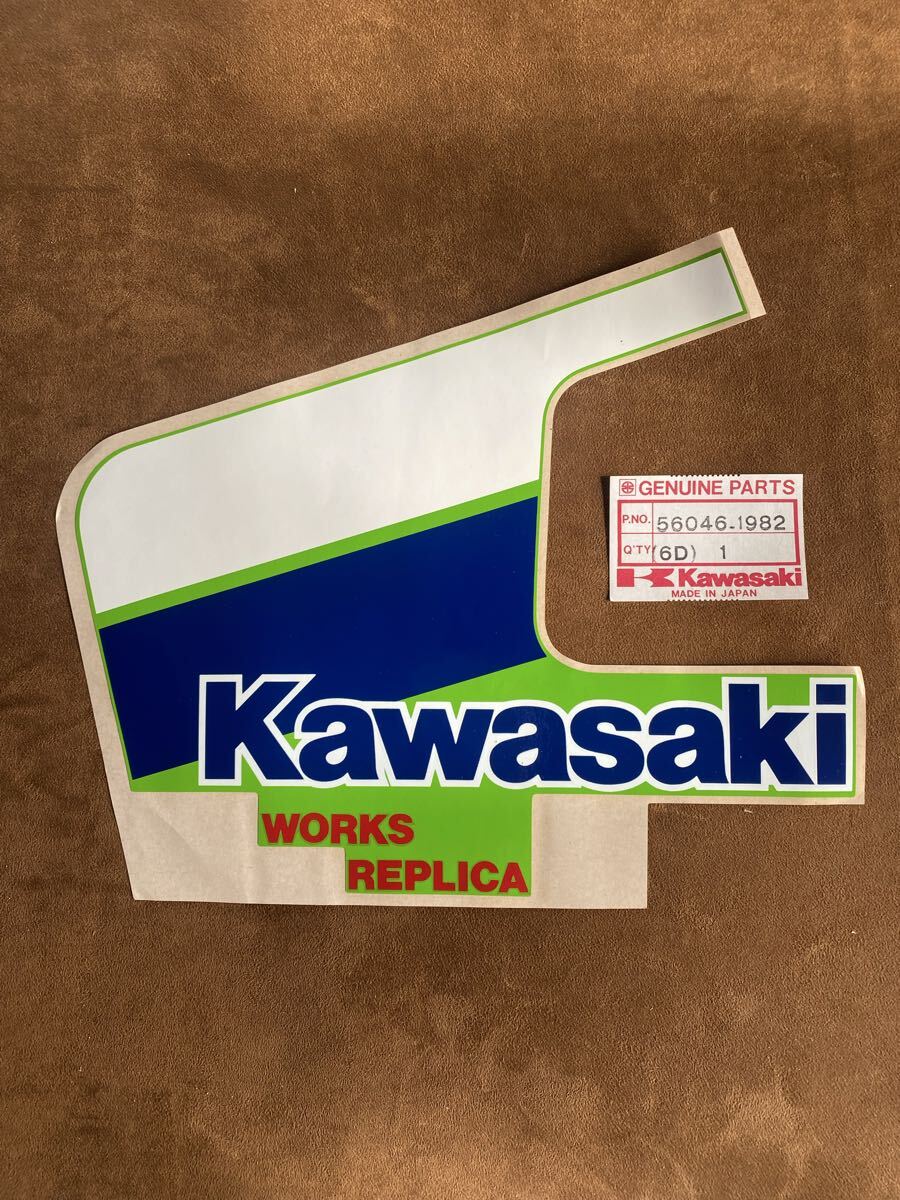 GENUINE PARTS
P.NO. 56046-1982
Q'TY (6D) 1
Kawasaki
MADE IN JAPAN
Kawasaki
WORKS
REPLICA